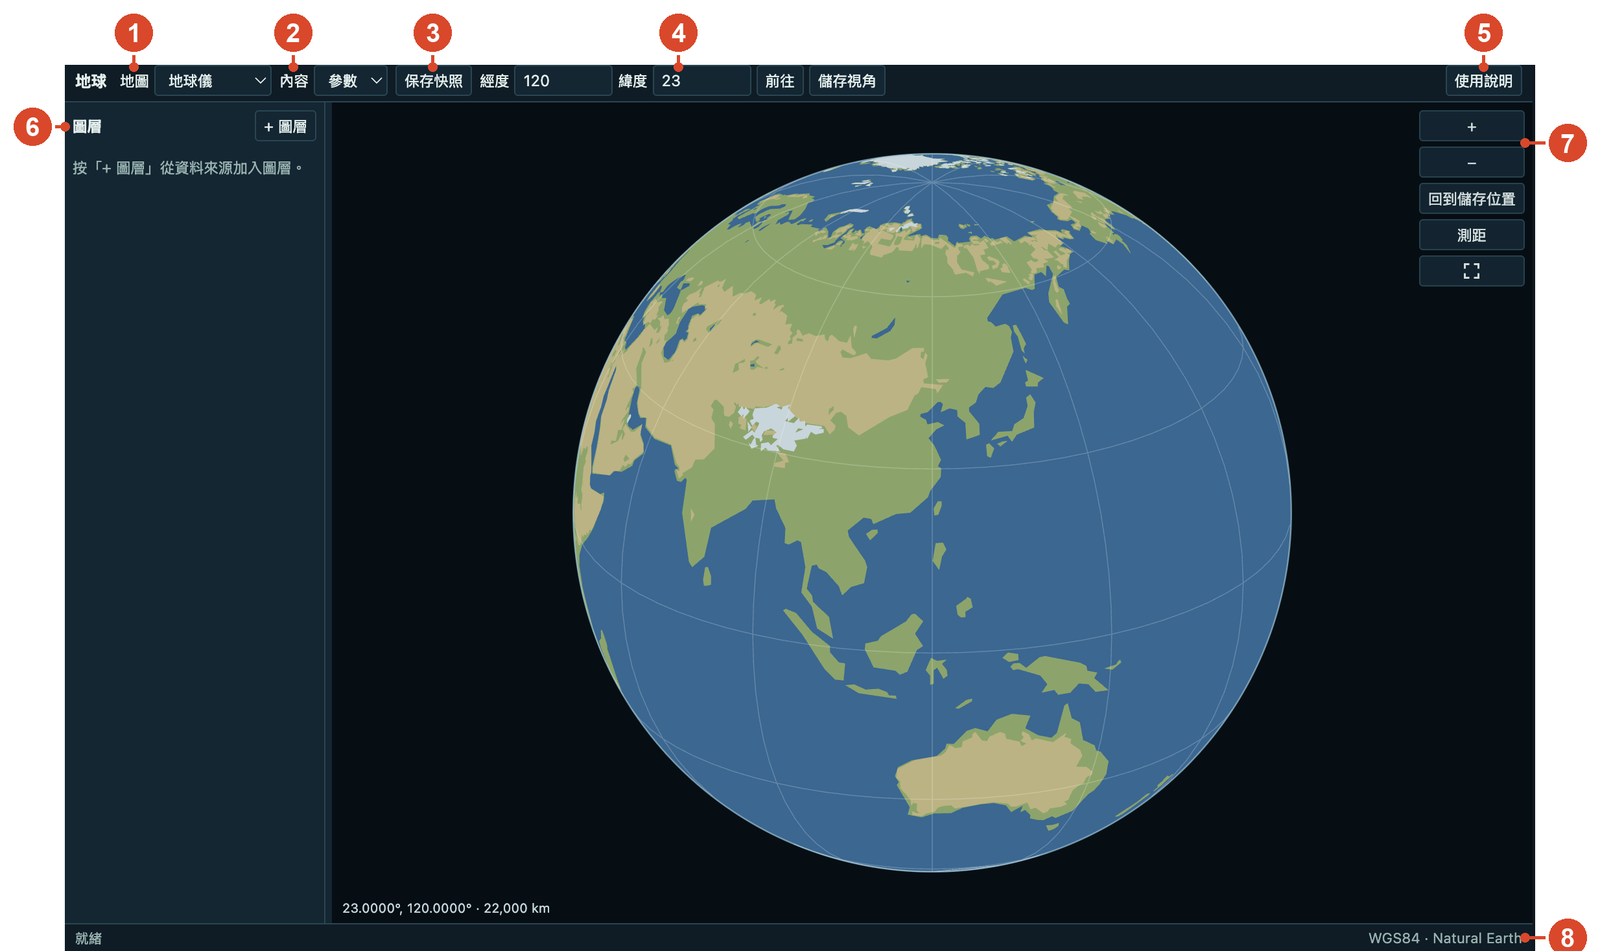 1 2 3 4 5
地球 地圖 地球儀 內容 參數 保存快照 經度 120 緯度 23 前往 儲存視角 使用說明
6 圖層 + 圖層
按「+ 圖層」從資料來源加入圖層。
+
7
−
回到儲存位置
測距
23.0000°, 120.0000° · 22,000 km
就緒 WGS84 · Natural Earth 8